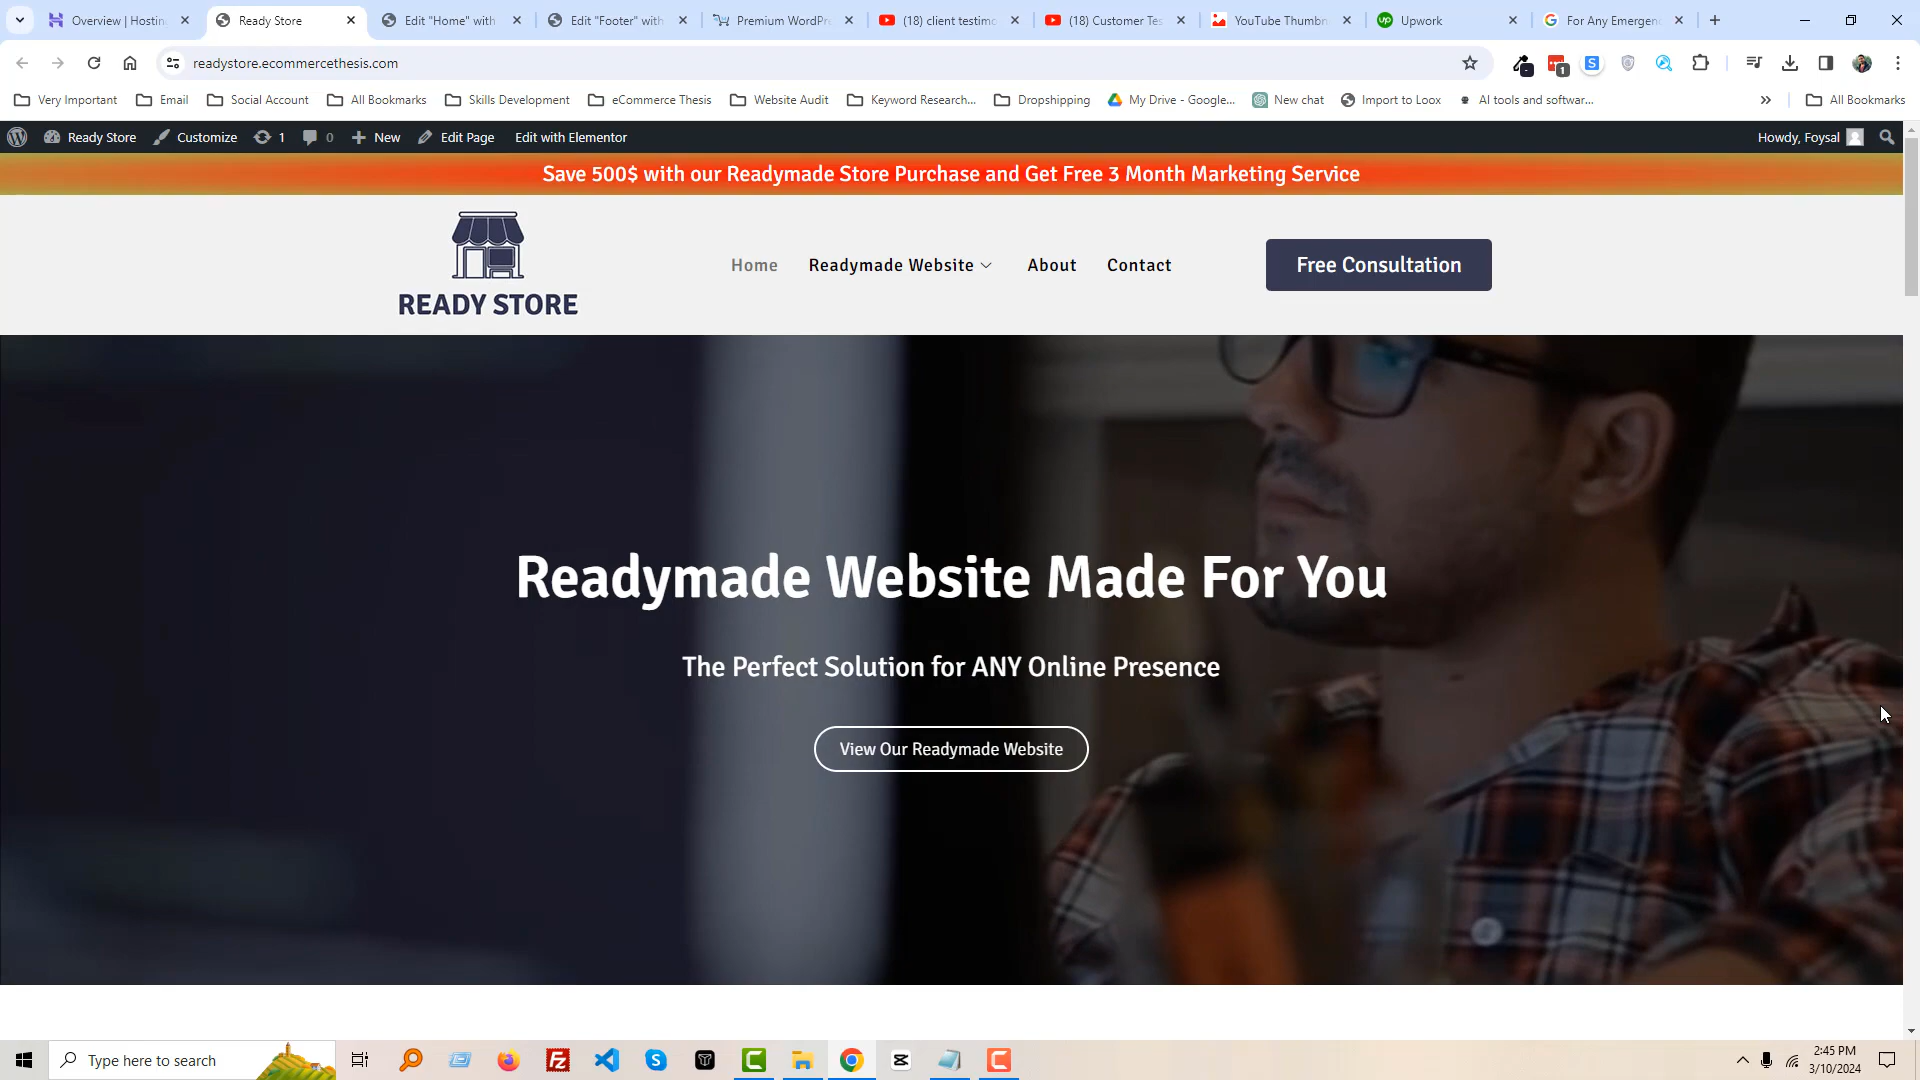 Overview | Hostin
Ready Store
Edit "Home" with
Edit "Footer" with
Premium WordPre
(18) client testimo
(18) Customer Tes
YouTube Thumbn
Upwork
For Any Emergen
readystore.ecommercethesis.com
1
Very Important
Email
Social Account
All Bookmarks
Skills Development
eCommerce Thesis
Website Audit
Keyword Research...
Dropshipping
My Drive - Google...
New chat
Import to Loox
AI tools and softwar...
»
All Bookmarks
Ready Store
Customize
1
0
New
Edit Page
Edit with Elementor
Howdy, Foysal
Save 500$ with our Readymade Store Purchase and Get Free 3 Month Marketing Service
READY STORE
Home
Readymade Website
About
Contact
Free Consultation
Readymade Website Made For You
The Perfect Solution for ANY Online Presence
View Our Readymade Website
Type here to search
2:45 PM
3/10/2024